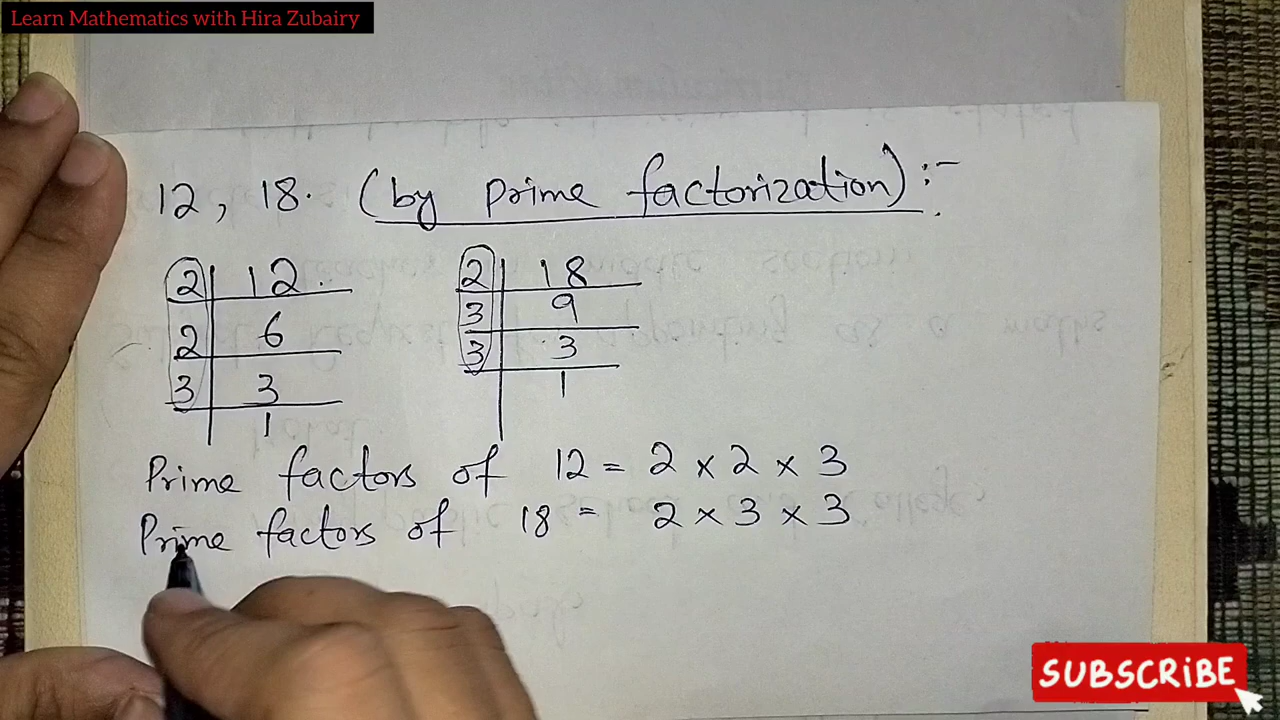 Learn Mathematics with Hira Zubairy
12, 18. (by prime factorization):-
2 | 12 2 | 18
2 | 6 3 | 9
3 | 3 3 | 3
1 1
Prime factors of 12 = 2 × 2 × 3
Prime factors of 18 = 2 × 3 × 3
SUBSCRIBE